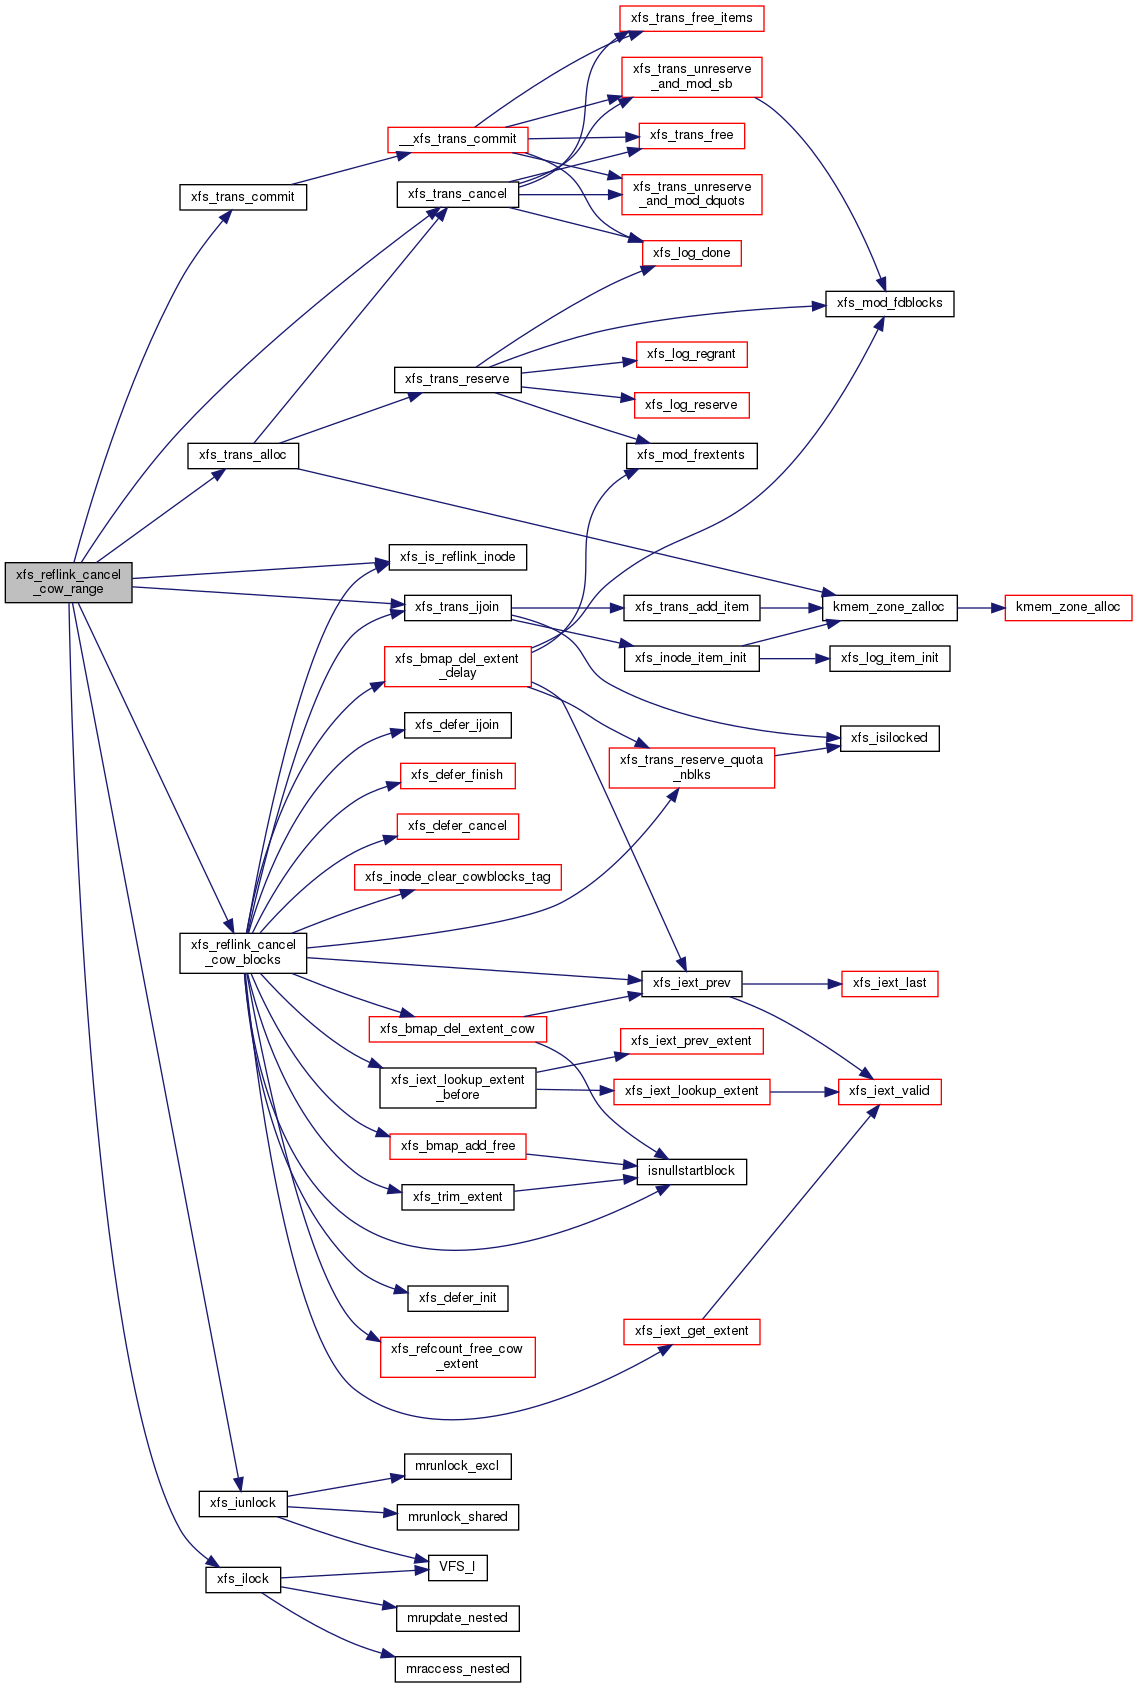 xfs_trans_free_items
xfs_trans_unreserve
_and_mod_sb
__xfs_trans_commit
xfs_trans_free
xfs_trans_commit
xfs_trans_cancel
xfs_trans_unreserve
_and_mod_dquots
xfs_log_done
xfs_mod_fdblocks
xfs_log_regrant
xfs_trans_reserve
xfs_log_reserve
xfs_trans_alloc
xfs_mod_frextents
xfs_is_reflink_inode
xfs_reflink_cancel
_cow_range
xfs_trans_ijoin
xfs_trans_add_item
kmem_zone_zalloc
kmem_zone_alloc
xfs_bmap_del_extent
_delay
xfs_inode_item_init
xfs_log_item_init
xfs_defer_ijoin
xfs_isilocked
xfs_trans_reserve_quota
_nblks
xfs_defer_finish
xfs_defer_cancel
xfs_inode_clear_cowblocks_tag
xfs_reflink_cancel
_cow_blocks
xfs_iext_prev
xfs_iext_last
xfs_bmap_del_extent_cow
xfs_iext_prev_extent
xfs_iext_lookup_extent
_before
xfs_iext_lookup_extent
xfs_iext_valid
xfs_bmap_add_free
isnullstartblock
xfs_trim_extent
xfs_defer_init
xfs_iext_get_extent
xfs_refcount_free_cow
_extent
mrunlock_excl
xfs_iunlock
mrunlock_shared
VFS_I
xfs_ilock
mrupdate_nested
mraccess_nested